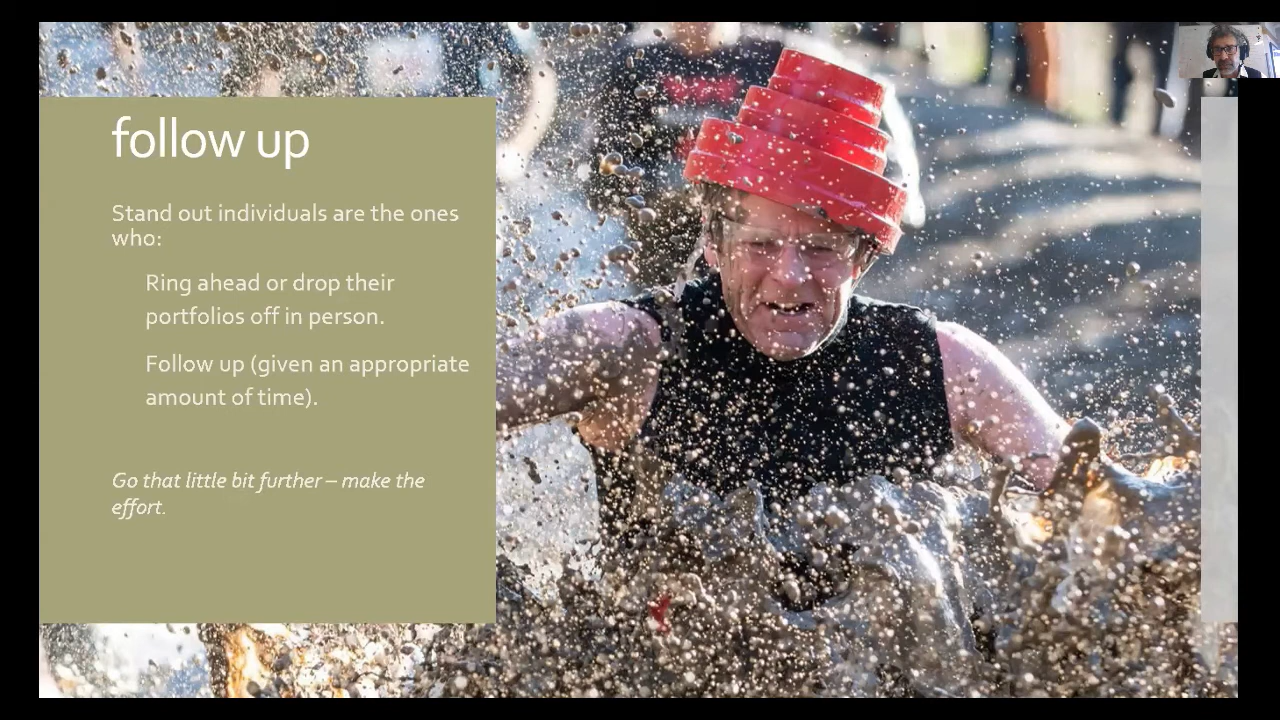 follow up
Stand out individuals are the ones
who:
Ring ahead or drop their
portfolios off in person.
Follow up (given an appropriate
amount of time).
Go that little bit further – make the
effort.